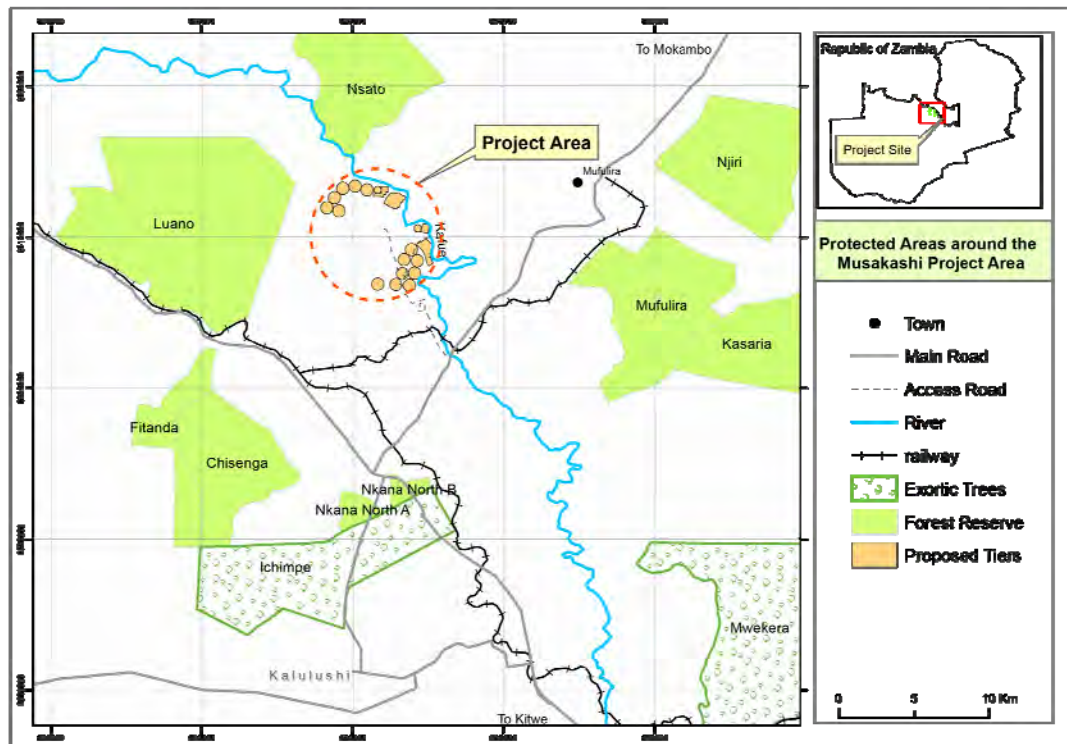 To Mokambo
Nsato
Project Area
Mufulira
Njiri
Luano
Kafue
Mufulira
Kasaria
Fitanda
Chisenga
Nkana North B
Nkana North A
Ichimpe
Mwekera
Kalulushi
To Kitwe
Republic of Zambia
Project Site
Protected Areas around the
Musakashi Project Area
Town
Main Road
Access Road
River
railway
Exortic Trees
Forest Reserve
Proposed Tiers
0 5 10 Km